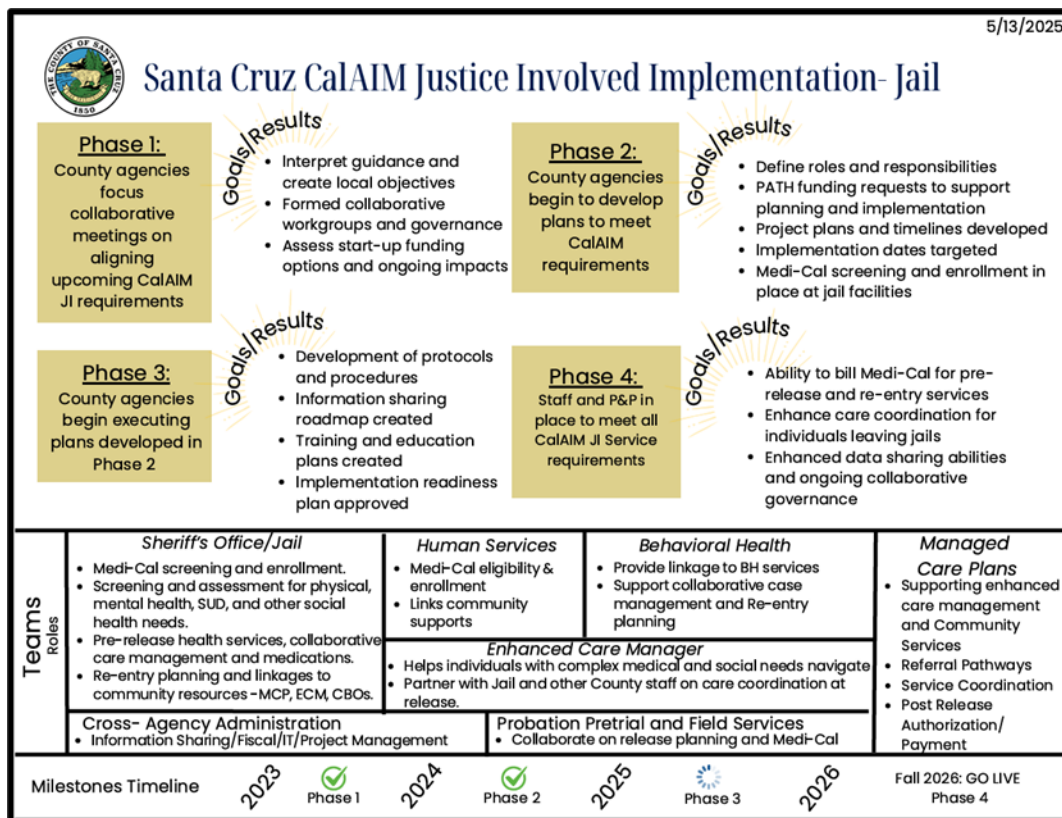 5/13/2025
THE COUNTY OF SANTA CRUZ
1850
Santa Cruz CalAIM Justice Involved Implementation- Jail
Phase 1:
County agencies
focus
collaborative
meetings on
aligning
upcoming CalAIM
JI requirements
Goals/Results
• Interpret guidance and
create local objectives
• Formed collaborative
workgroups and governance
• Assess start-up funding
options and ongoing impacts
Phase 2:
County agencies
begin to develop
plans to meet
CalAIM
requirements
Goals/Results
• Define roles and responsibilities
• PATH funding requests to support
planning and implementation
• Project plans and timelines developed
• Implementation dates targeted
• Medi-Cal screening and enrollment in
place at jail facilities
Phase 3:
County agencies
begin executing
plans developed in
Phase 2
Goals/Results
• Development of protocols
and procedures
• Information sharing
roadmap created
• Training and education
plans created
• Implementation readiness
plan approved
Phase 4:
Staff and P&P in
place to meet all
CalAIM JI Service
requirements
Goals/Results
• Ability to bill Medi-Cal for pre-
release and re-entry services
• Enhance care coordination for
individuals leaving jails
• Enhanced data sharing abilities
and ongoing collaborative
governance
Teams
Roles
Sheriff's Office/Jail
• Medi-Cal screening and enrollment.
• Screening and assessment for physical,
mental health, SUD, and other social
health needs.
• Pre-release health services, collaborative
care management and medications.
• Re-entry planning and linkages to
community resources -MCP, ECM, CBOs.
Human Services
• Medi-Cal eligibility &
enrollment
• Links community
supports
Behavioral Health
• Provide linkage to BH services
• Support collaborative case
management and Re-entry
planning
Enhanced Care Manager
• Helps individuals with complex medical and social needs navigate
• Partner with Jail and other County staff on care coordination at
release.
Managed
Care Plans
• Supporting enhanced
care management
and Community
Services
• Referral Pathways
• Service Coordination
• Post Release
Authorization/
Payment
Cross- Agency Administration
• Information Sharing/Fiscal/IT/Project Management
Probation Pretrial and Field Services
• Collaborate on release planning and Medi-Cal
Milestones Timeline
2023
Phase 1
2024
Phase 2
2025
Phase 3
2026
Fall 2026: GO LIVE
Phase 4